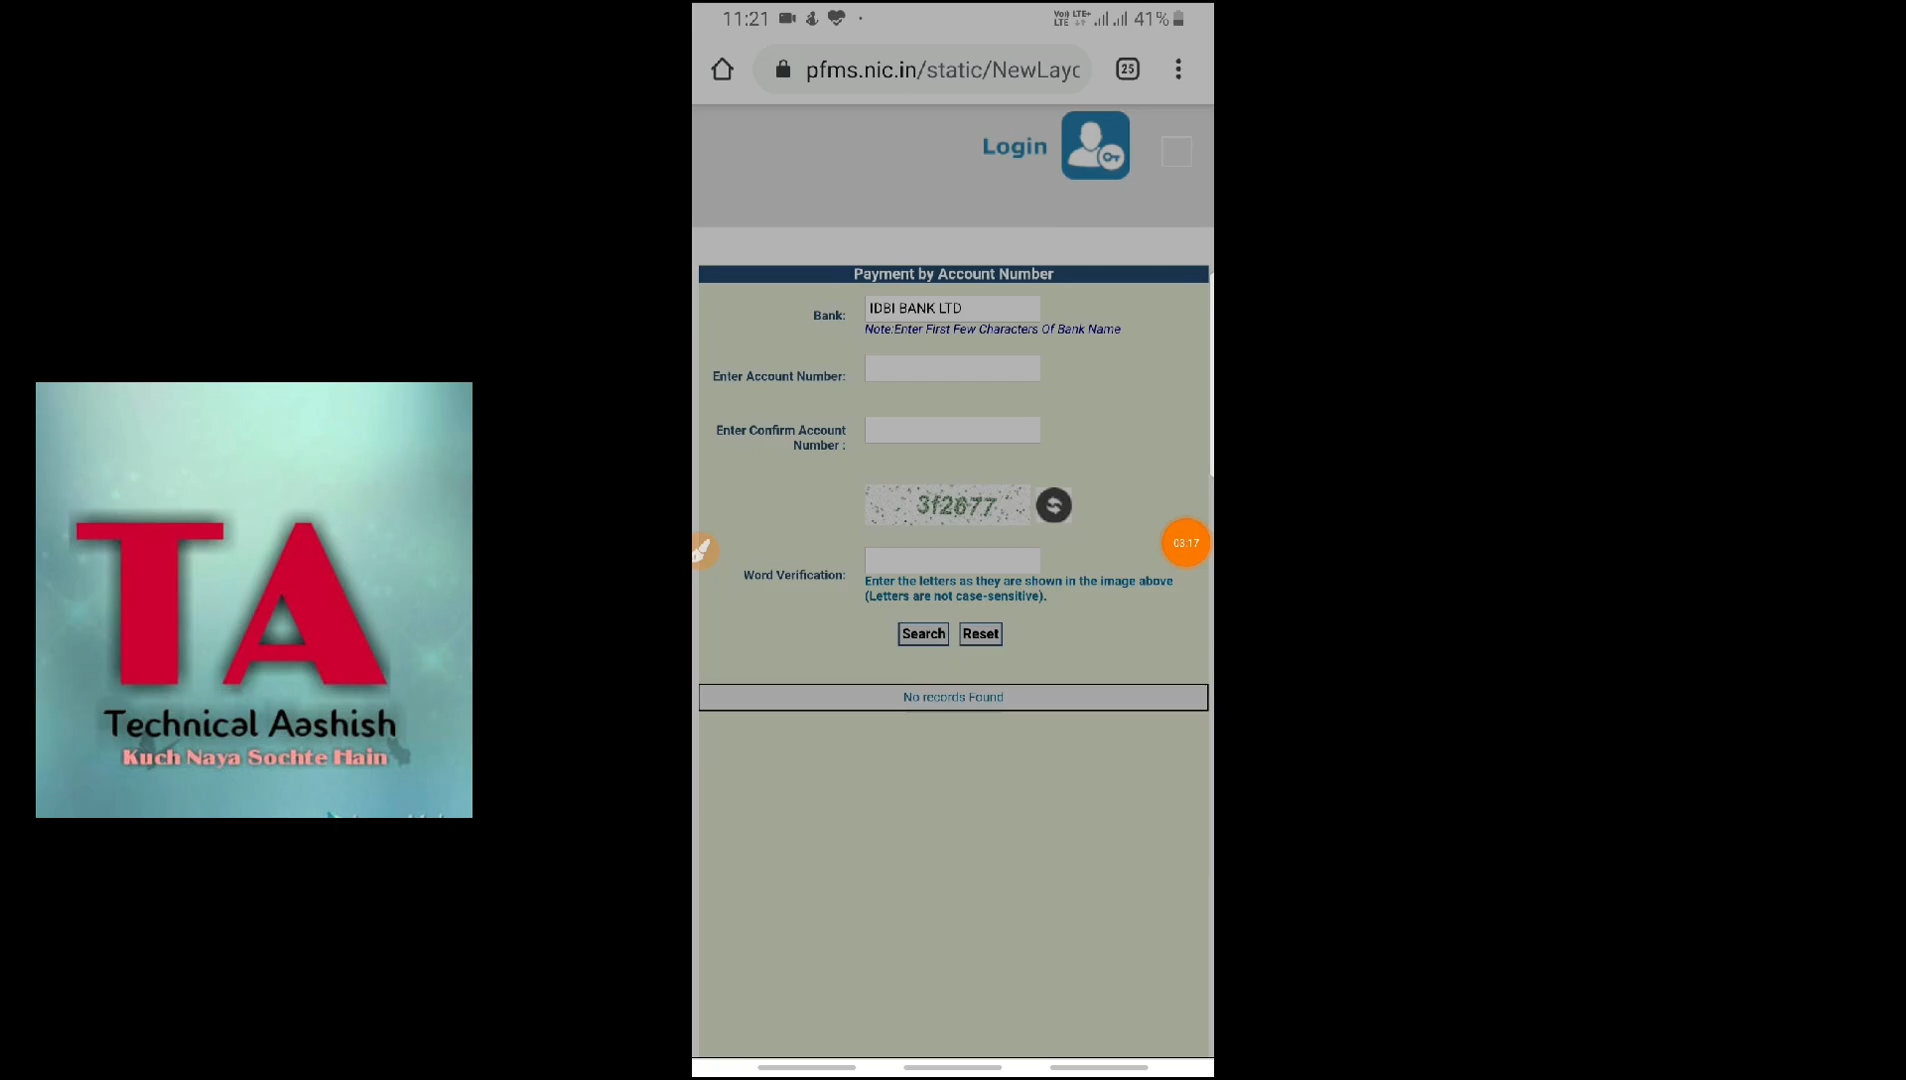 11:21
Vo) LTE+
LTE
41%
pfms.nic.in/static/NewLayo
25
Login
Payment by Account Number
Bank:
IDBI BANK LTD
Note:Enter First Few Characters Of Bank Name
Enter Account Number:
Enter Confirm Account
Number :
3f2677
03:17
Word Verification:
Enter the letters as they are shown in the image above
(Letters are not case-sensitive).
Search
Reset
No records Found
TA
Technical Aashish
Kuch Naya Sochte Hain